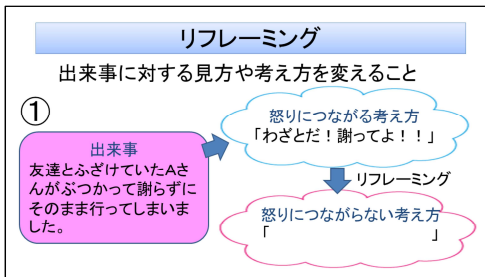 リフレーミング
出来事に対する見方や考え方を変えること
①
出来事
友達とふざけていたAさ
んがぶつかって謝らずに
そのまま行ってしまいま
した。
怒りにつながる考え方
「わざとだ！謝ってよ！！」
リフレーミング
怒りにつながらない考え方
「　　　　　　　　　　」